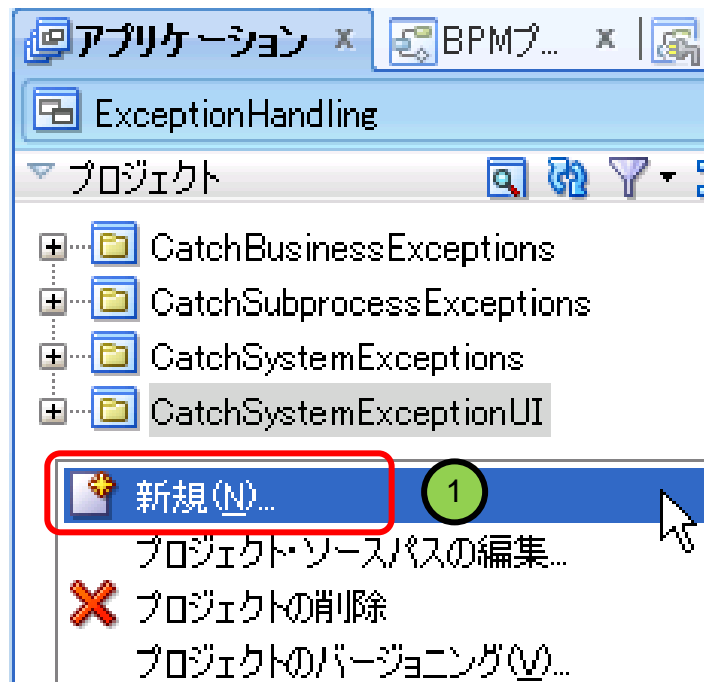 アプリケーション x BPMプ... x
ExceptionHandling
プロジェクト
CatchBusinessExceptions
CatchSubprocessExceptions
CatchSystemExceptions
CatchSystemExceptionUI
新規(N)... 1
プロジェクト・ソースパスの編集...
プロジェクトの削除
プロジェクトのバージョニング(V)...